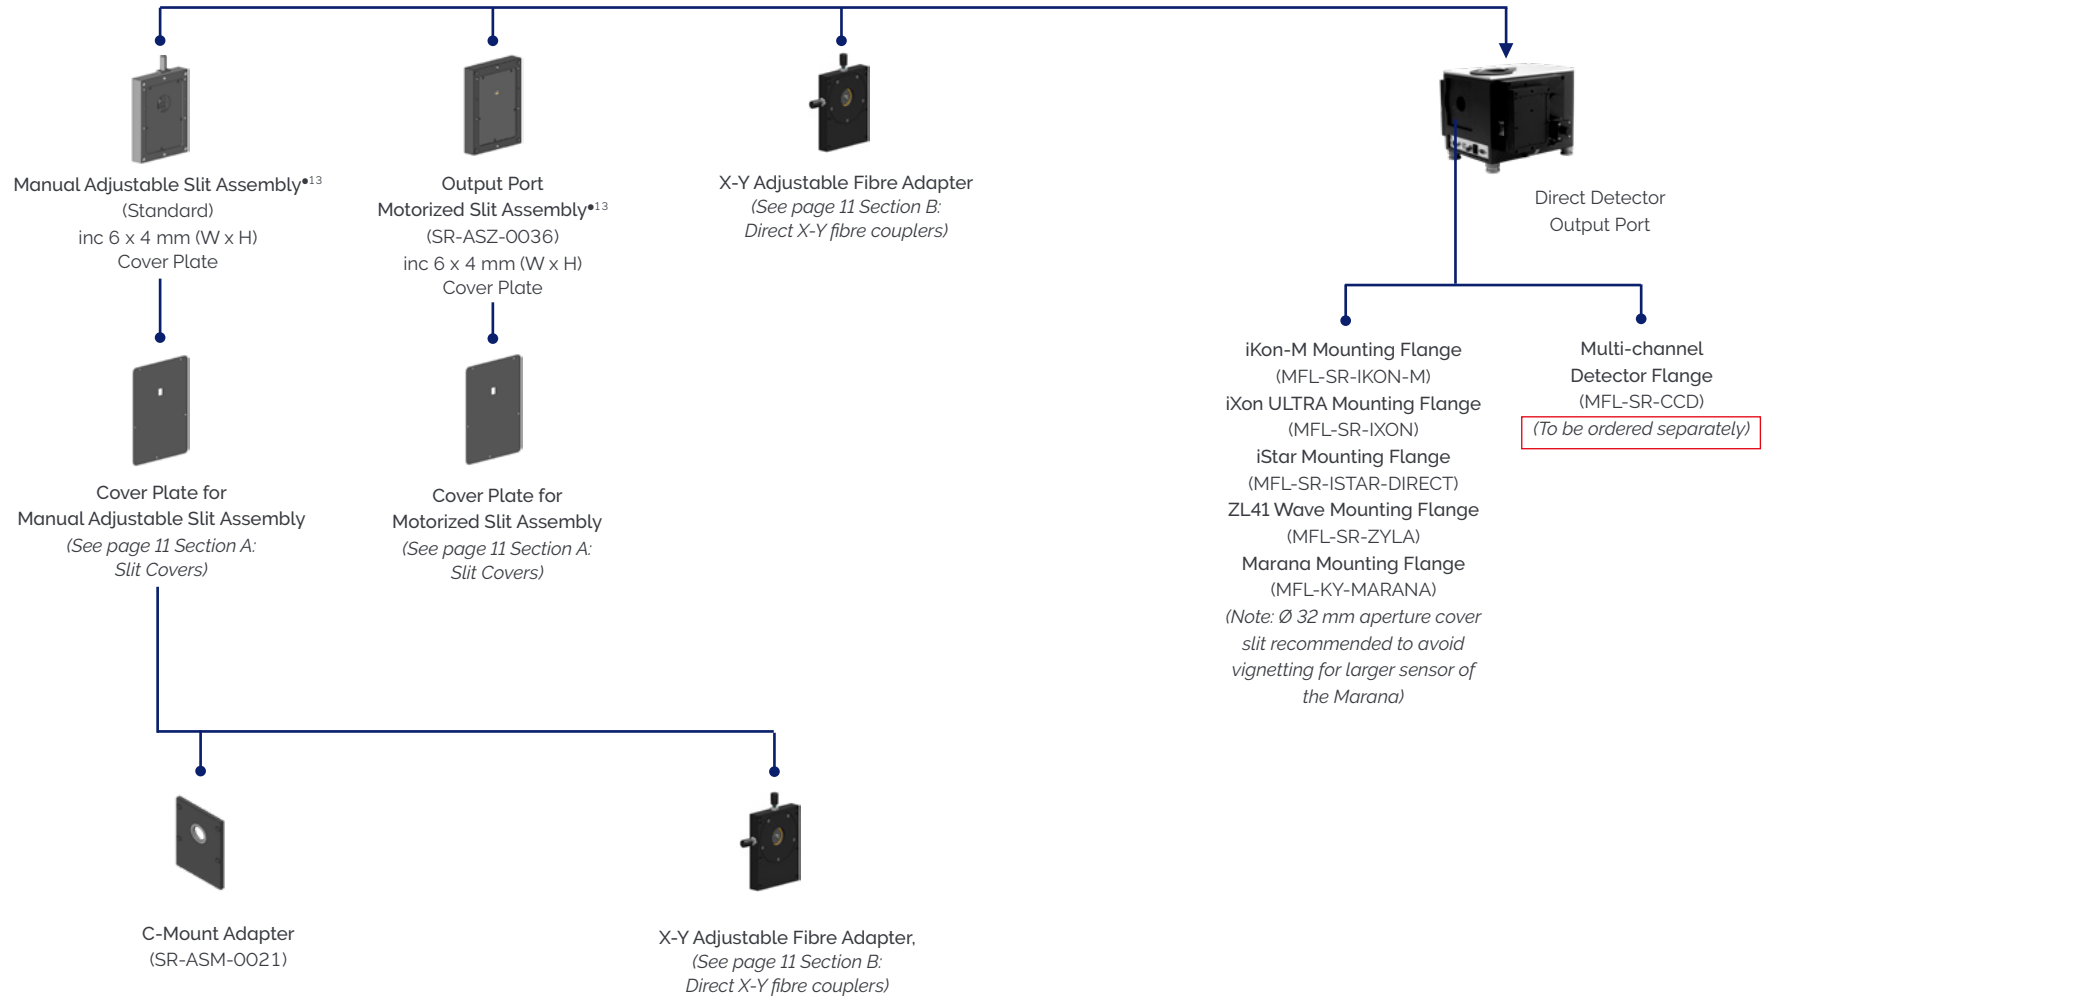 Manual Adjustable Slit Assembly●13
(Standard)
inc 6 x 4 mm (W x H)
Cover Plate
Output Port
Motorized Slit Assembly●13
(SR-ASZ-0036)
inc 6 x 4 mm (W x H)
Cover Plate
X-Y Adjustable Fibre Adapter
(See page 11 Section B:
Direct X-Y fibre couplers)
Direct Detector
Output Port
Cover Plate for
Manual Adjustable Slit Assembly
(See page 11 Section A:
Slit Covers)
Cover Plate for
Motorized Slit Assembly
(See page 11 Section A:
Slit Covers)
iKon-M Mounting Flange
(MFL-SR-IKON-M)
iXon ULTRA Mounting Flange
(MFL-SR-IXON)
iStar Mounting Flange
(MFL-SR-ISTAR-DIRECT)
ZL41 Wave Mounting Flange
(MFL-SR-ZYLA)
Marana Mounting Flange
(MFL-KY-MARANA)
(Note: Ø 32 mm aperture cover
slit recommended to avoid
vignetting for larger sensor of
the Marana)
Multi-channel
Detector Flange
(MFL-SR-CCD)
(To be ordered separately)
C-Mount Adapter
(SR-ASM-0021)
X-Y Adjustable Fibre Adapter,
(See page 11 Section B:
Direct X-Y fibre couplers)